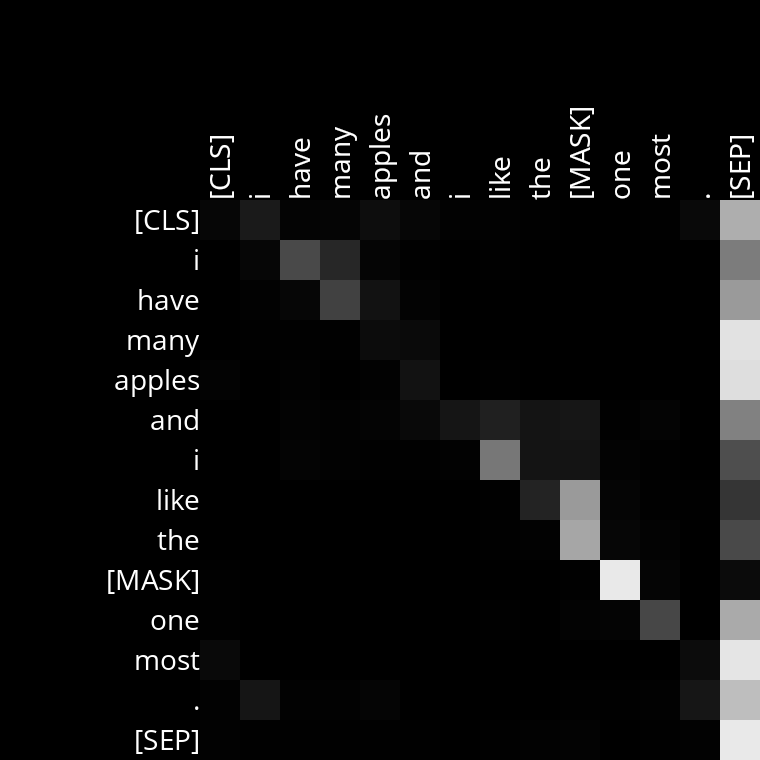 [CLS] i have many apples and i like the [MASK] one most . [SEP]
[CLS]
i
have
many
apples
and
i
like
the
[MASK]
one
most
.
[SEP]